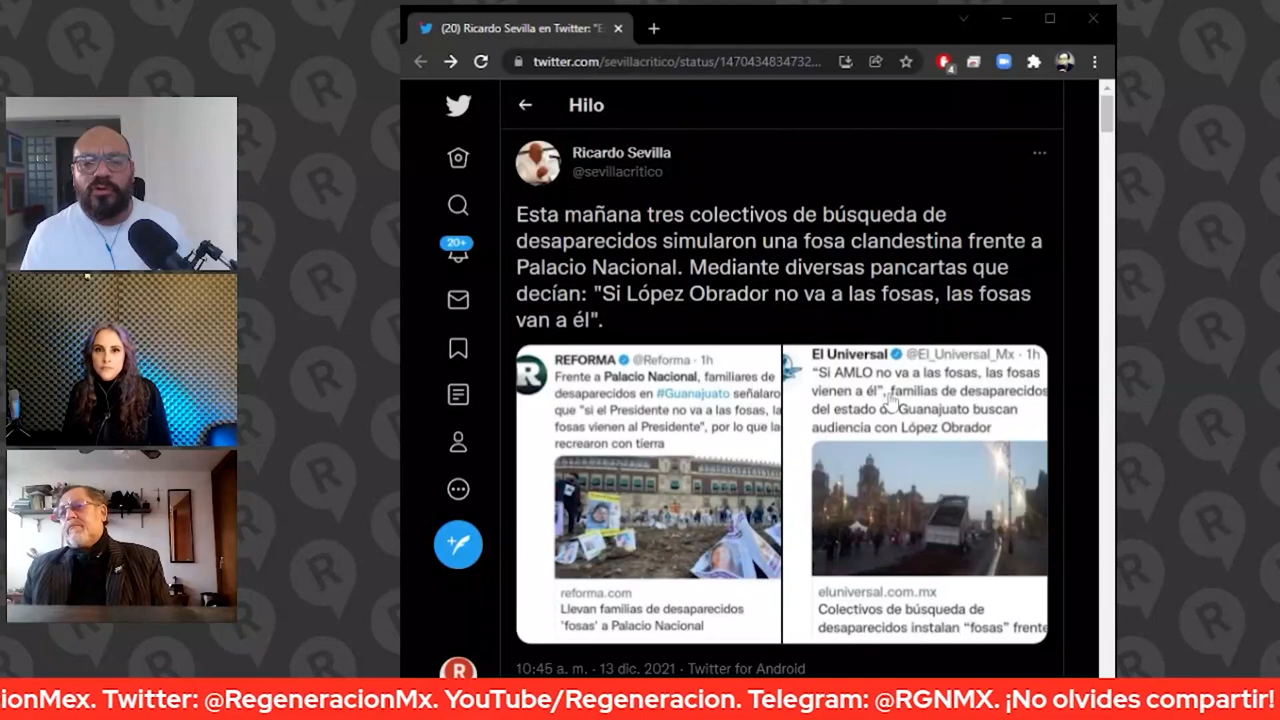 (20) Ricardo Sevilla en Twitter: "E
twitter.com/sevillacritico/status/1470434834732...
4
Hilo
Ricardo Sevilla
@sevillacritico
20+
Esta mañana tres colectivos de búsqueda de
desaparecidos simularon una fosa clandestina frente a
Palacio Nacional. Mediante diversas pancartas que
decían: "Si López Obrador no va a las fosas, las fosas
van a él".
REFORMA @Reforma · 1h
Frente a Palacio Nacional, familiares de
desaparecidos en #Guanajuato señalaro
que "si el Presidente no va a las fosas, la
fosas vienen al Presidente", por lo que la
recrearon con tierra
reforma.com
Llevan familias de desaparecidos
'fosas' a Palacio Nacional
El Universal @El_Universal_Mx · 1h
“Si AMLO no va a las fosas, las fosas
vienen a él”, familias de desaparecidos
del estado d Guanajuato buscan
audiencia con López Obrador
eluniversal.com.mx
Colectivos de búsqueda de
desaparecidos instalan “fosas” frente
10:45 a. m. · 13 dic. 2021 · Twitter for Android
R
cionMex. Twitter: @RegeneracionMx. YouTube/Regeneracion. Telegram: @RGNMX. ¡No olvides compartir!